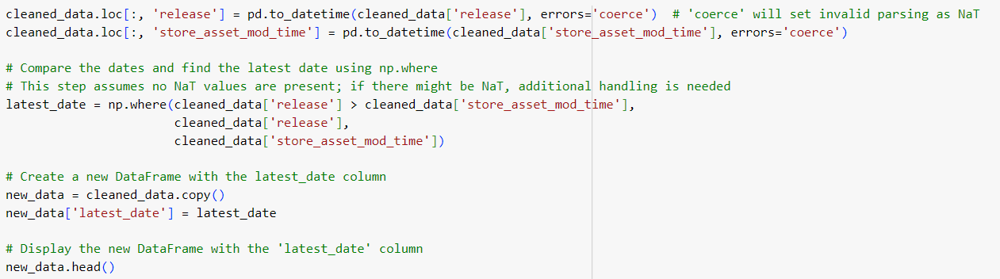 cleaned_data.loc[:, 'release'] = pd.to_datetime(cleaned_data['release'], errors='coerce')  # 'coerce' will set invalid parsing as NaT
cleaned_data.loc[:, 'store_asset_mod_time'] = pd.to_datetime(cleaned_data['store_asset_mod_time'], errors='coerce')

# Compare the dates and find the latest date using np.where
# This step assumes no NaT values are present; if there might be NaT, additional handling is needed
latest_date = np.where(cleaned_data['release'] > cleaned_data['store_asset_mod_time'],
                       cleaned_data['release'],
                       cleaned_data['store_asset_mod_time'])

# Create a new DataFrame with the latest_date column
new_data = cleaned_data.copy()
new_data['latest_date'] = latest_date

# Display the new DataFrame with the 'latest_date' column
new_data.head()